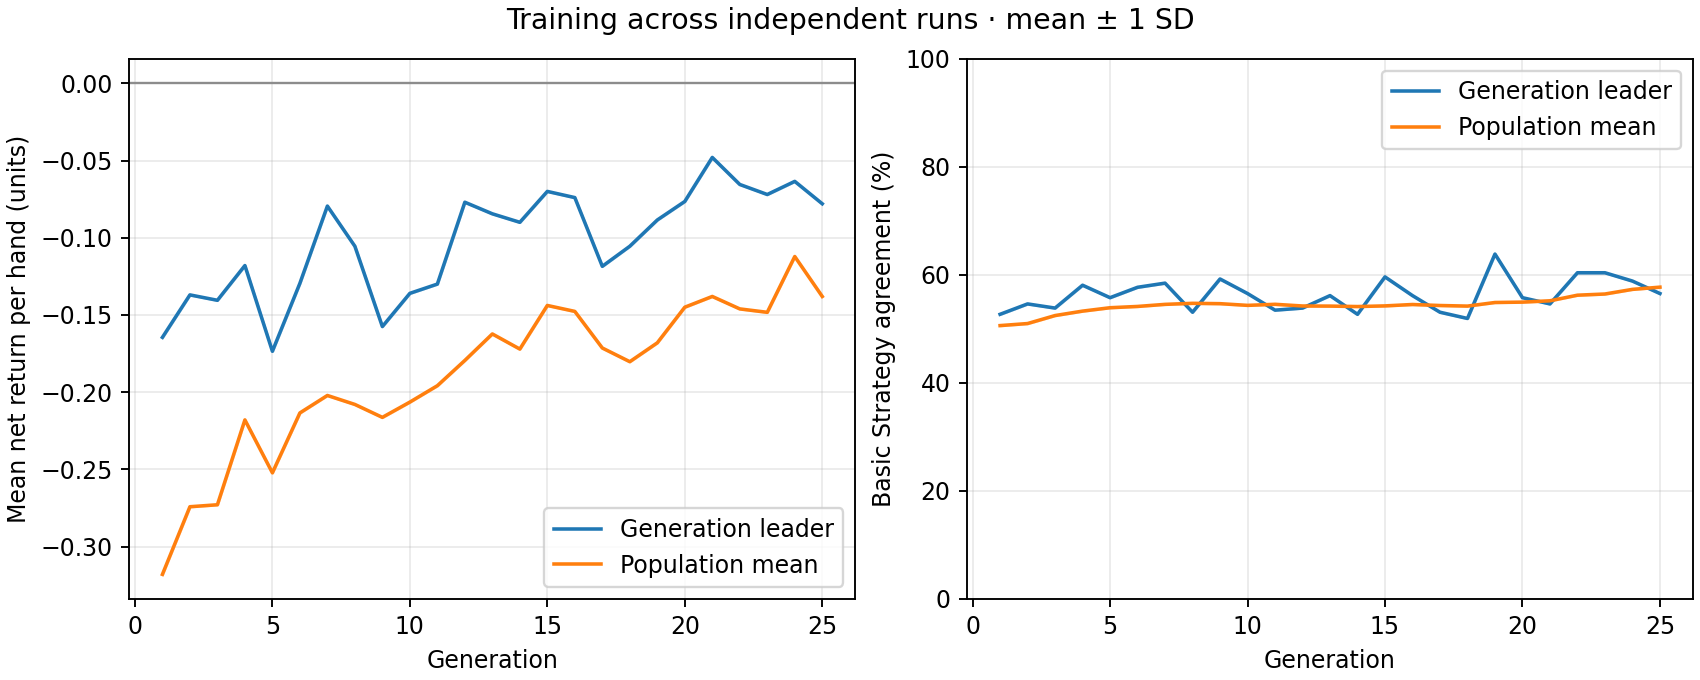 Training across independent runs · mean ± 1 SD
Mean net return per hand (units)
0.00
−0.05
−0.10
−0.15
−0.20
−0.25
−0.30
Generation leader
Population mean
0 5 10 15 20 25
Generation
Basic Strategy agreement (%)
100
80
60
40
20
0
Generation leader
Population mean
0 5 10 15 20 25
Generation